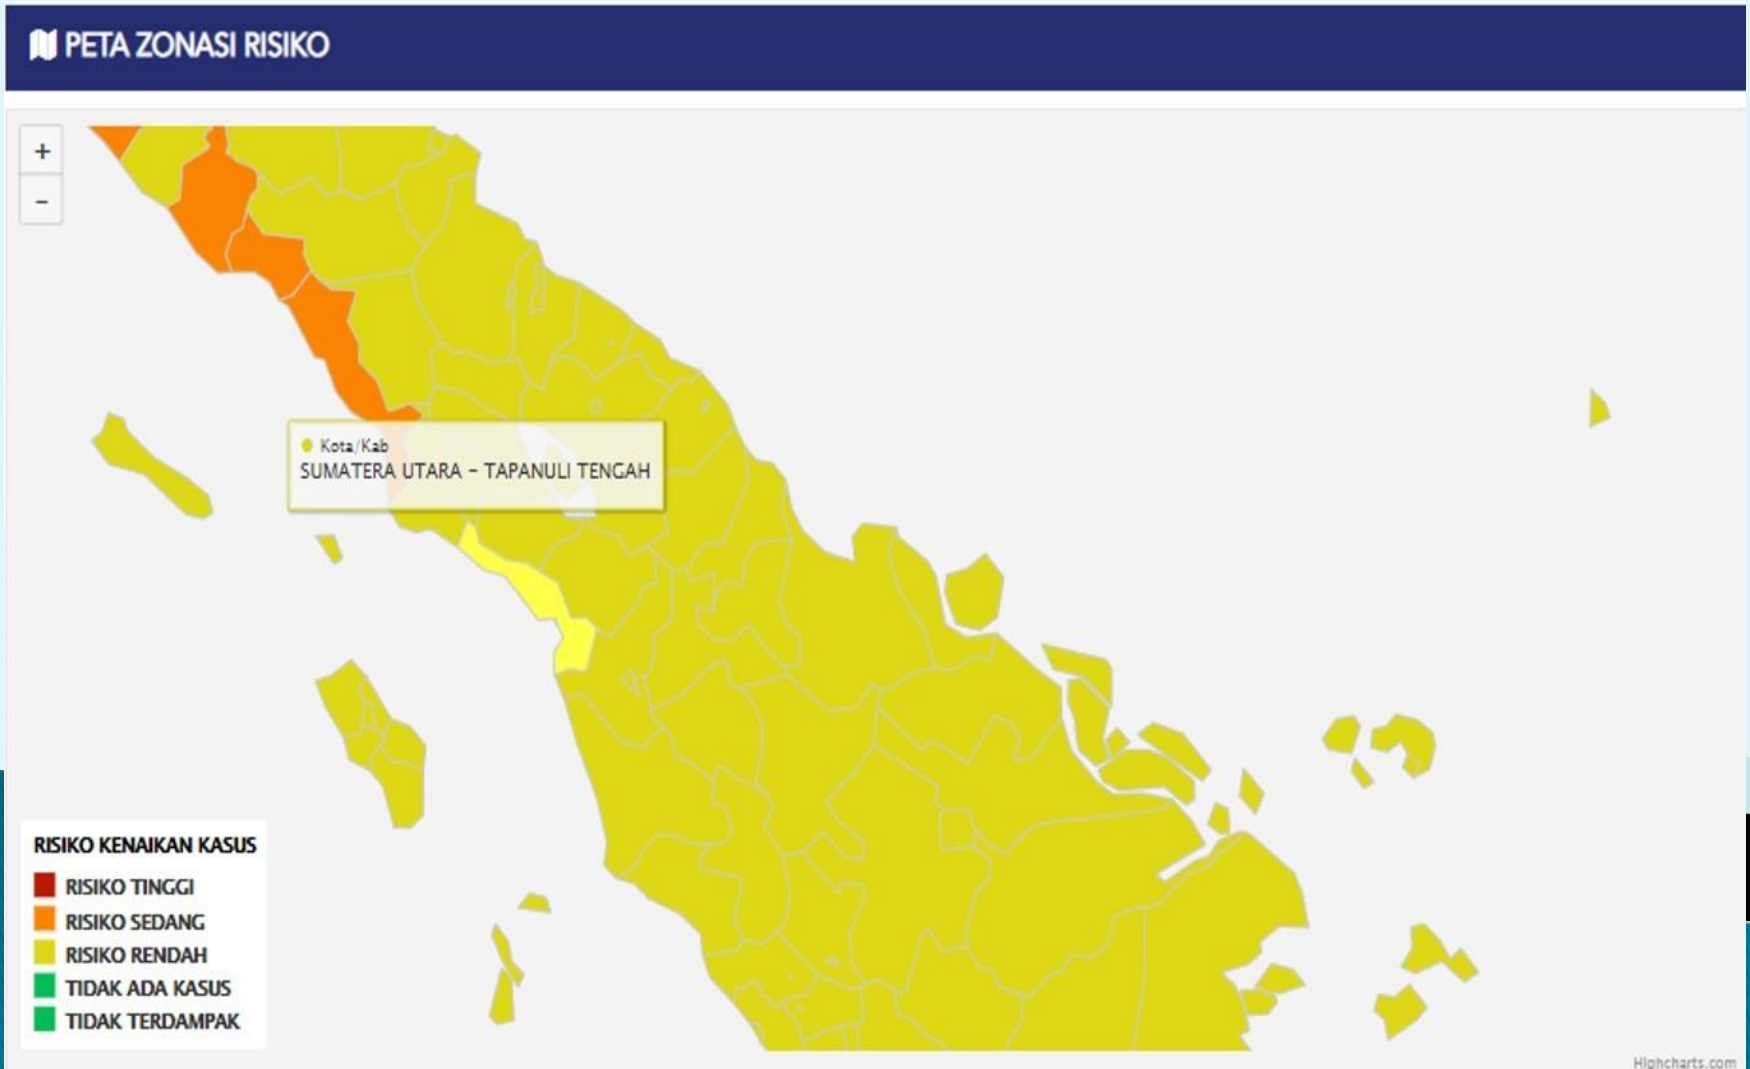 PETA ZONASI RISIKO
+
-
Kota/Kab
SUMATERA UTARA - TAPANULI TENGAH
RISIKO KENAIKAN KASUS
RISIKO TINGGI
RISIKO SEDANG
RISIKO RENDAH
TIDAK ADA KASUS
TIDAK TERDAMPAK
Highcharts.com